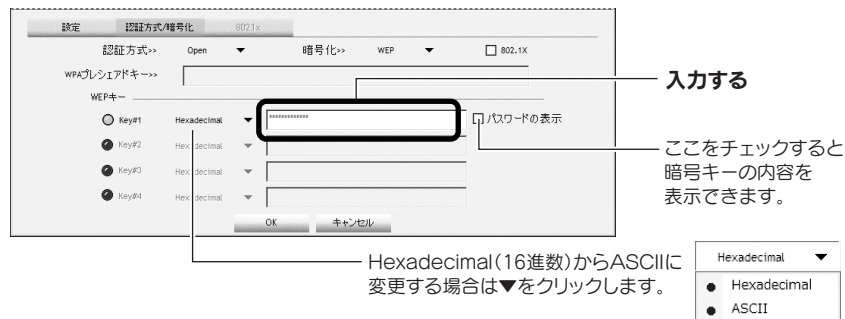 設定 認証方式/暗号化 802.1x
認証方式>> Open ▼ 暗号化>> WEP ▼ □ 802.1X
WPAプレシェアドキー>>
入力する
WEPキー
Key#1 Hexadecimal ▼ ************* □ パスワードの表示
Key#2 Hexadecimal ▼
Key#3 Hexadecimal ▼
Key#4 Hexadecimal ▼
ここをチェックすると
暗号キーの内容を
表示できます。
OK キャンセル
Hexadecimal(16進数)からASCIIに
変更する場合は▼をクリックします。
Hexadecimal ▼
● Hexadecimal
● ASCII